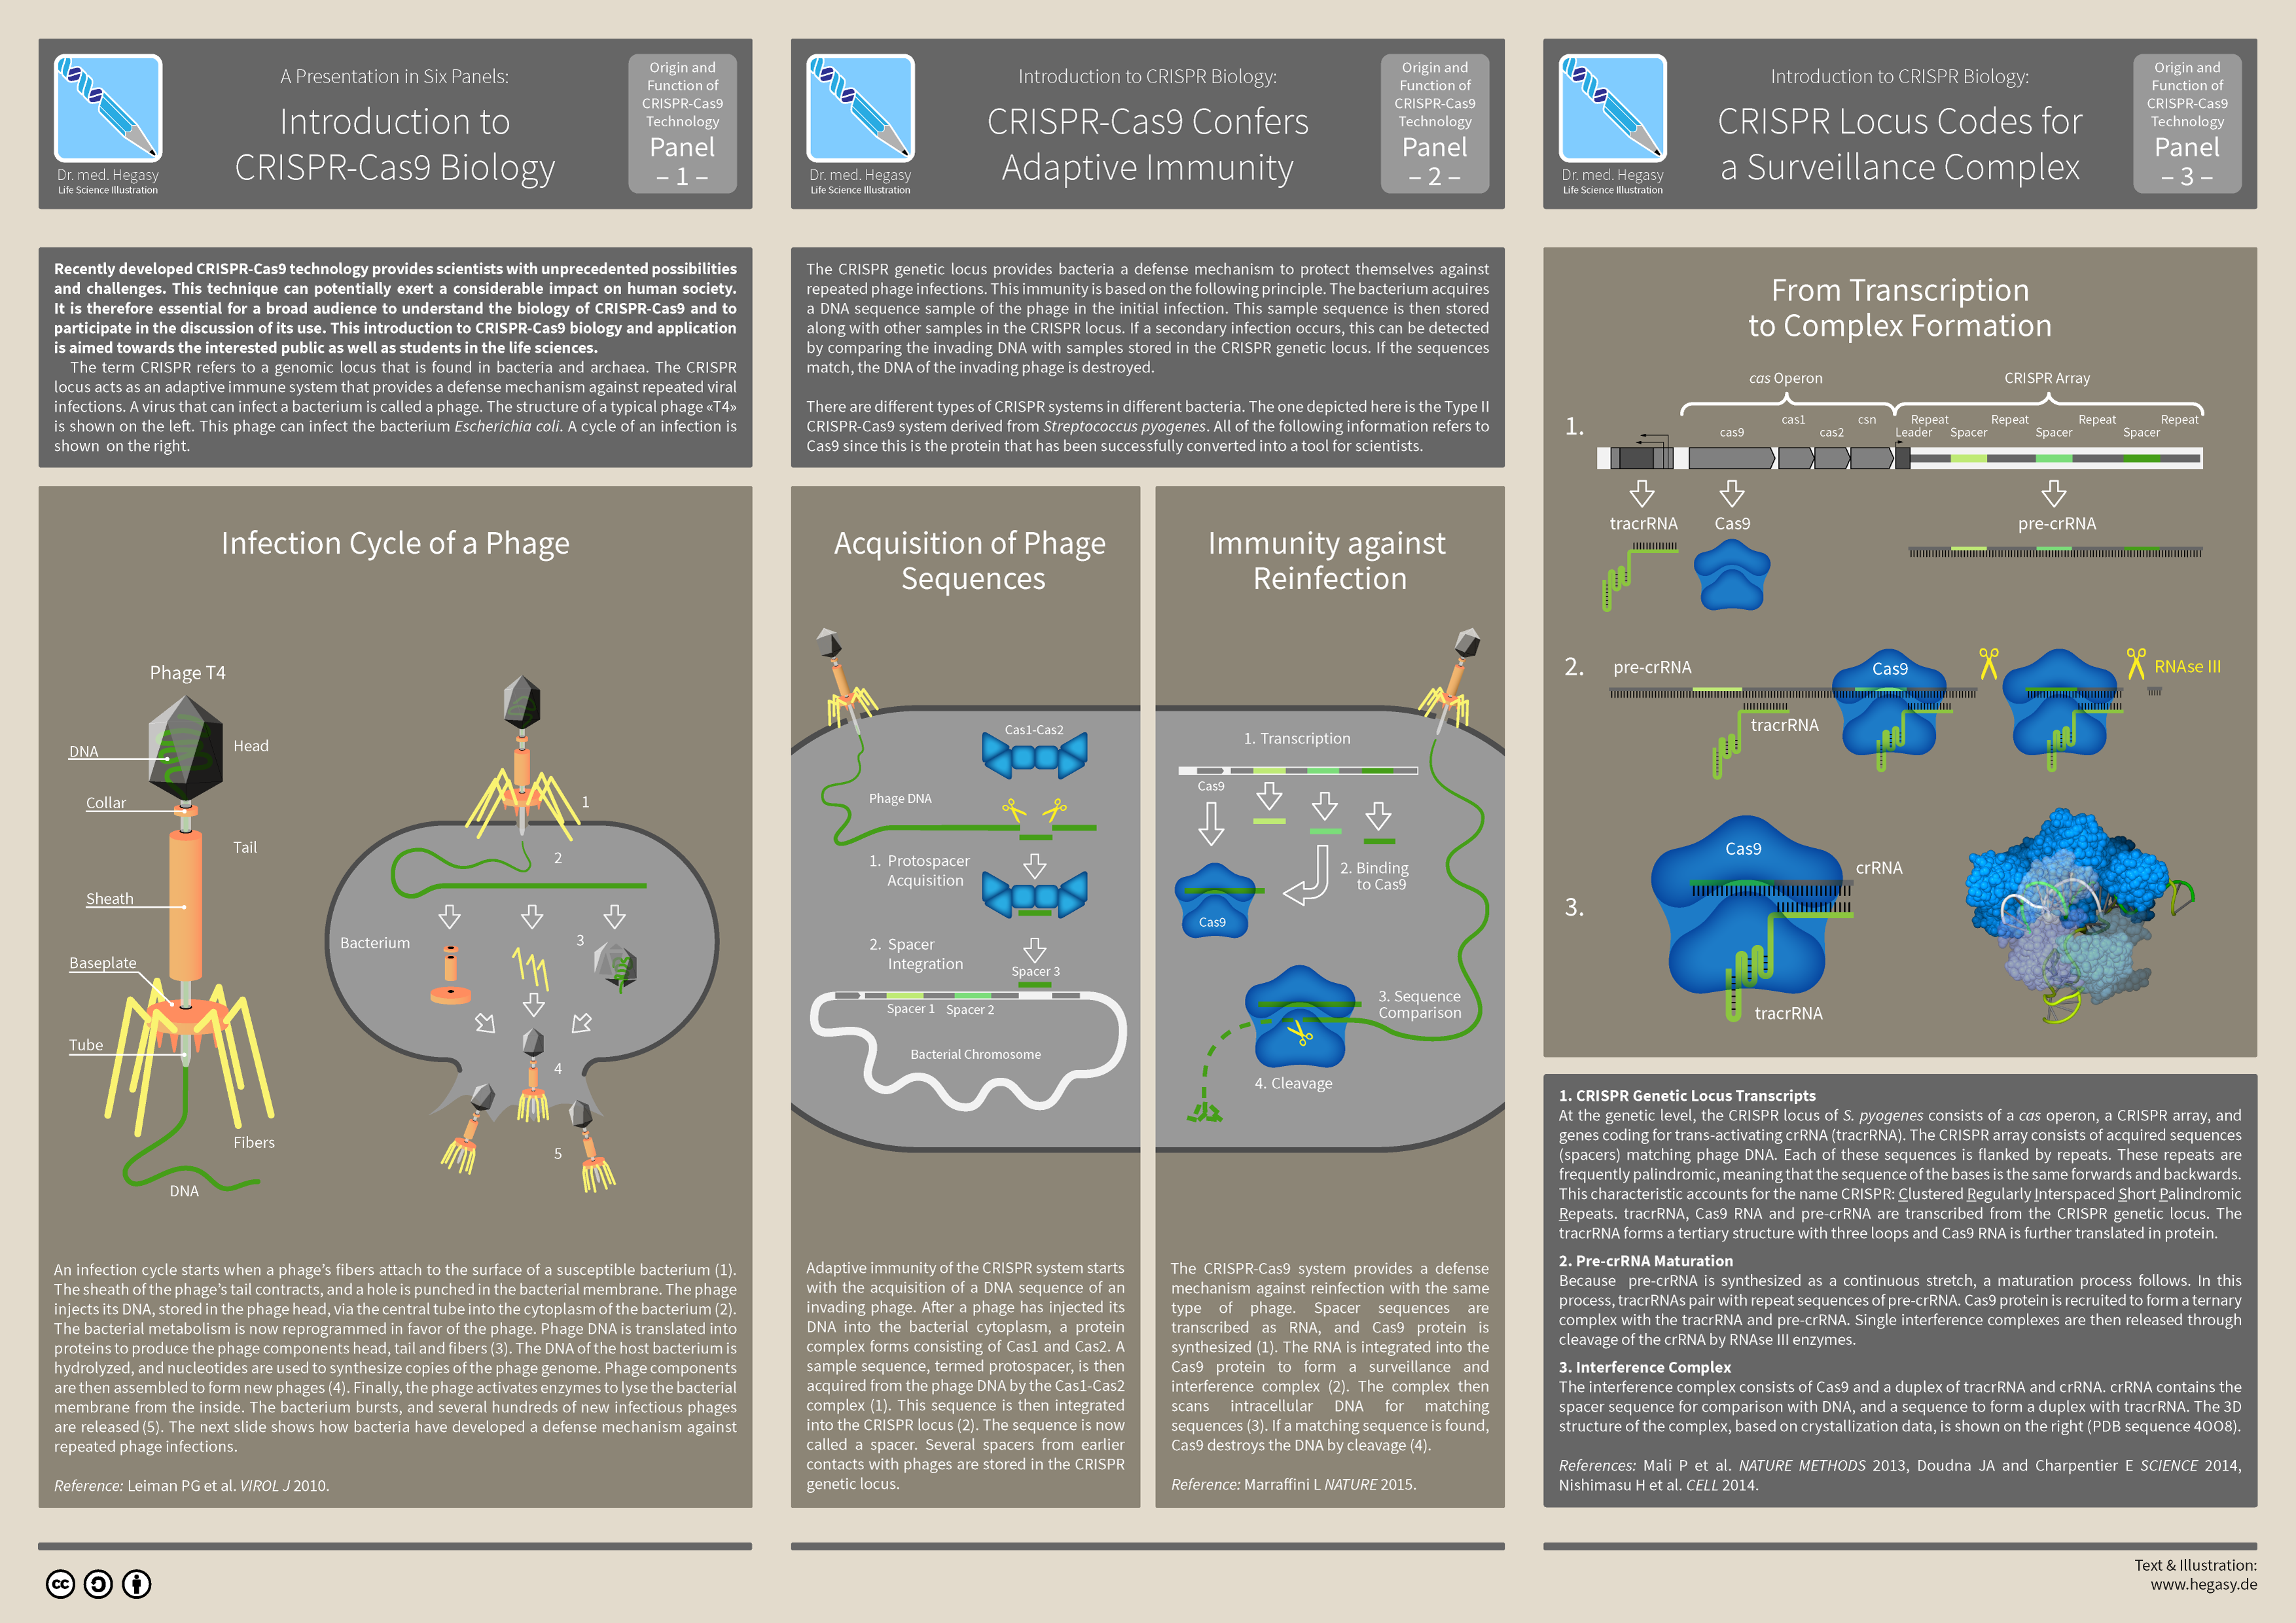 Dr. med. Hegasy
Life Science Illustration
A Presentation in Six Panels:
Introduction to
CRISPR-Cas9 Biology
Origin and
Function of
CRISPR-Cas9
Technology
Panel
– 1 –
Recently developed CRISPR-Cas9 technology provides scientists with unprecedented possibilities
and challenges. This technique can potentially exert a considerable impact on human society.
It is therefore essential for a broad audience to understand the biology of CRISPR-Cas9 and to
participate in the discussion of its use. This introduction to CRISPR-Cas9 biology and application
is aimed towards the interested public as well as students in the life sciences.
The term CRISPR refers to a genomic locus that is found in bacteria and archaea. The CRISPR
locus acts as an adaptive immune system that provides a defense mechanism against repeated viral
infections. A virus that can infect a bacterium is called a phage. The structure of a typical phage «T4»
is shown on the left. This phage can infect the bacterium Escherichia coli. A cycle of an infection is
shown on the right.
Infection Cycle of a Phage
Phage T4
DNA
Head
Collar
Tail
Sheath
Baseplate
Tube
Fibers
DNA
1
2
Bacterium
3
4
5
An infection cycle starts when a phage's fibers attach to the surface of a susceptible bacterium (1).
The sheath of the phage's tail contracts, and a hole is punched in the bacterial membrane. The phage
injects its DNA, stored in the phage head, via the central tube into the cytoplasm of the bacterium (2).
The bacterial metabolism is now reprogrammed in favor of the phage. Phage DNA is translated into
proteins to produce the phage components head, tail and fibers (3). The DNA of the host bacterium is
hydrolyzed, and nucleotides are used to synthesize copies of the phage genome. Phage components
are then assembled to form new phages (4). Finally, the phage activates enzymes to lyse the bacterial
membrane from the inside. The bacterium bursts, and several hundreds of new infectious phages
are released (5). The next slide shows how bacteria have developed a defense mechanism against
repeated phage infections.
Reference: Leiman PG et al. VIROL J 2010.
Dr. med. Hegasy
Life Science Illustration
Introduction to CRISPR Biology:
CRISPR-Cas9 Confers
Adaptive Immunity
Origin and
Function of
CRISPR-Cas9
Technology
Panel
– 2 –
The CRISPR genetic locus provides bacteria a defense mechanism to protect themselves against
repeated phage infections. This immunity is based on the following principle. The bacterium acquires
a DNA sequence sample of the phage in the initial infection. This sample sequence is then stored
along with other samples in the CRISPR locus. If a secondary infection occurs, this can be detected
by comparing the invading DNA with samples stored in the CRISPR genetic locus. If the sequences
match, the DNA of the invading phage is destroyed.
There are different types of CRISPR systems in different bacteria. The one depicted here is the Type II
CRISPR-Cas9 system derived from Streptococcus pyogenes. All of the following information refers to
Cas9 since this is the protein that has been successfully converted into a tool for scientists.
Acquisition of Phage
Sequences
Cas1-Cas2
Phage DNA
1. Protospacer
Acquisition
2. Spacer
Integration
Spacer 3
Spacer 1
Spacer 2
Bacterial Chromosome
Adaptive immunity of the CRISPR system starts
with the acquisition of a DNA sequence of an
invading phage. After a phage has injected its
DNA into the bacterial cytoplasm, a protein
complex forms consisting of Cas1 and Cas2. A
sample sequence, termed protospacer, is then
acquired from the phage DNA by the Cas1-Cas2
complex (1). This sequence is then integrated
into the CRISPR locus (2). The sequence is now
called a spacer. Several spacers from earlier
contacts with phages are stored in the CRISPR
genetic locus.
Immunity against
Reinfection
1. Transcription
Cas9
2. Binding
to Cas9
Cas9
3. Sequence
Comparison
4. Cleavage
The CRISPR-Cas9 system provides a defense
mechanism against reinfection with the same
type of phage. Spacer sequences are
transcribed as RNA, and Cas9 protein is
synthesized (1). The RNA is integrated into the
Cas9 protein to form a surveillance and
interference complex (2). The complex then
scans intracellular DNA for matching
sequences (3). If a matching sequence is found,
Cas9 destroys the DNA by cleavage (4).
Reference: Marraffini L NATURE 2015.
Dr. med. Hegasy
Life Science Illustration
Introduction to CRISPR Biology:
CRISPR Locus Codes for
a Surveillance Complex
Origin and
Function of
CRISPR-Cas9
Technology
Panel
– 3 –
From Transcription
to Complex Formation
cas Operon
CRISPR Array
1.
cas9
cas1
cas2
csn
Leader
Repeat
Spacer
Repeat
Spacer
Repeat
Spacer
Repeat
tracrRNA
Cas9
pre-crRNA
2.
pre-crRNA
tracrRNA
Cas9
RNAse III
3.
Cas9
crRNA
tracrRNA
1. CRISPR Genetic Locus Transcripts
At the genetic level, the CRISPR locus of S. pyogenes consists of a cas operon, a CRISPR array, and
genes coding for trans-activating crRNA (tracrRNA). The CRISPR array consists of acquired sequences
(spacers) matching phage DNA. Each of these sequences is flanked by repeats. These repeats are
frequently palindromic, meaning that the sequence of the bases is the same forwards and backwards.
This characteristic accounts for the name CRISPR: Clustered Regularly Interspaced Short Palindromic
Repeats. tracrRNA, Cas9 RNA and pre-crRNA are transcribed from the CRISPR genetic locus. The
tracrRNA forms a tertiary structure with three loops and Cas9 RNA is further translated in protein.
2. Pre-crRNA Maturation
Because pre-crRNA is synthesized as a continuous stretch, a maturation process follows. In this
process, tracrRNAs pair with repeat sequences of pre-crRNA. Cas9 protein is recruited to form a ternary
complex with the tracrRNA and pre-crRNA. Single interference complexes are then released through
cleavage of the crRNA by RNAse III enzymes.
3. Interference Complex
The interference complex consists of Cas9 and a duplex of tracrRNA and crRNA. crRNA contains the
spacer sequence for comparison with DNA, and a sequence to form a duplex with tracrRNA. The 3D
structure of the complex, based on crystallization data, is shown on the right (PDB sequence 4OO8).
References: Mali P et al. NATURE METHODS 2013, Doudna JA and Charpentier E SCIENCE 2014,
Nishimasu H et al. CELL 2014.
cc
Text & Illustration:
www.hegasy.de